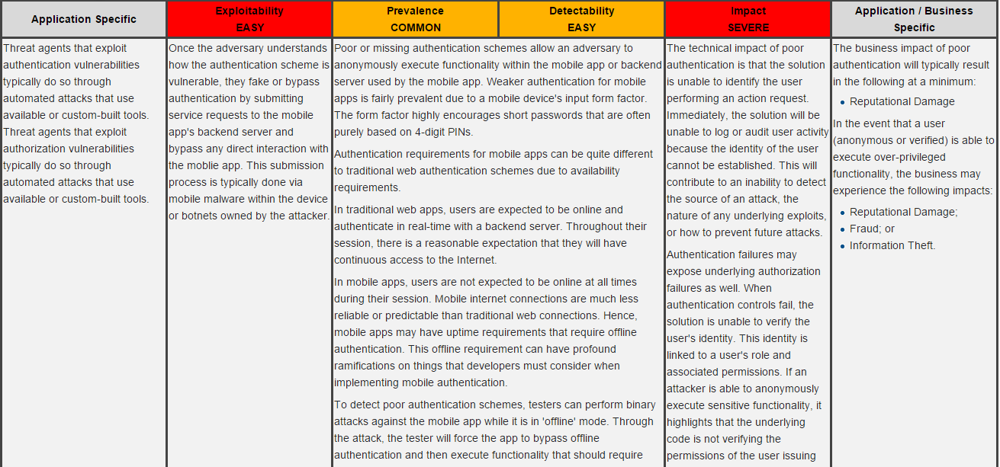 Application Specific
Exploitability
EASY
Prevalence
COMMON
Detectability
EASY
Impact
SEVERE
Application / Business
Specific
Threat agents that exploit
authentication vulnerabilities
typically do so through
automated attacks that use
available or custom-built tools.
Threat agents that exploit
authorization vulnerabilities
typically do so through
automated attacks that use
available or custom-built tools.
Once the adversary understands
how the authentication scheme is
vulnerable, they fake or bypass
authentication by submitting
service requests to the mobile
app's backend server and
bypass any direct interaction with
the moblie app. This submission
process is typically done via
mobile malware within the device
or botnets owned by the attacker.
Poor or missing authentication schemes allow an adversary to
anonymously execute functionality within the mobile app or backend
server used by the mobile app. Weaker authentication for mobile
apps is fairly prevalent due to a mobile device's input form factor.
The form factor highly encourages short passwords that are often
purely based on 4-digit PINs.
Authentication requirements for mobile apps can be quite different
to traditional web authentication schemes due to availability
requirements.
In traditional web apps, users are expected to be online and
authenticate in real-time with a backend server. Throughout their
session, there is a reasonable expectation that they will have
continuous access to the Internet.
In mobile apps, users are not expected to be online at all times
during their session. Mobile internet connections are much less
reliable or predictable than traditional web connections. Hence,
mobile apps may have uptime requirements that require offline
authentication. This offline requirement can have profound
ramifications on things that developers must consider when
implementing mobile authentication.
To detect poor authentication schemes, testers can perform binary
attacks against the mobile app while it is in 'offline' mode. Through
the attack, the tester will force the app to bypass offline
authentication and then execute functionality that should require
The technical impact of poor
authentication is that the solution
is unable to identify the user
performing an action request.
Immediately, the solution will be
unable to log or audit user activity
because the identity of the user
cannot be established. This will
contribute to an inability to detect
the source of an attack, the
nature of any underlying exploits,
or how to prevent future attacks.
Authentication failures may
expose underlying authorization
failures as well. When
authentication controls fail, the
solution is unable to verify the
user's identity. This identity is
linked to a user's role and
associated permissions. If an
attacker is able to anonymously
execute sensitive functionality, it
highlights that the underlying
code is not verifying the
permissions of the user issuing
The business impact of poor
authentication will typically result
in the following at a minimum:
• Reputational Damage
In the event that a user
(anonymous or verified) is able to
execute over-privileged
functionality, the business may
experience the following impacts:
• Reputational Damage;
• Fraud; or
• Information Theft.